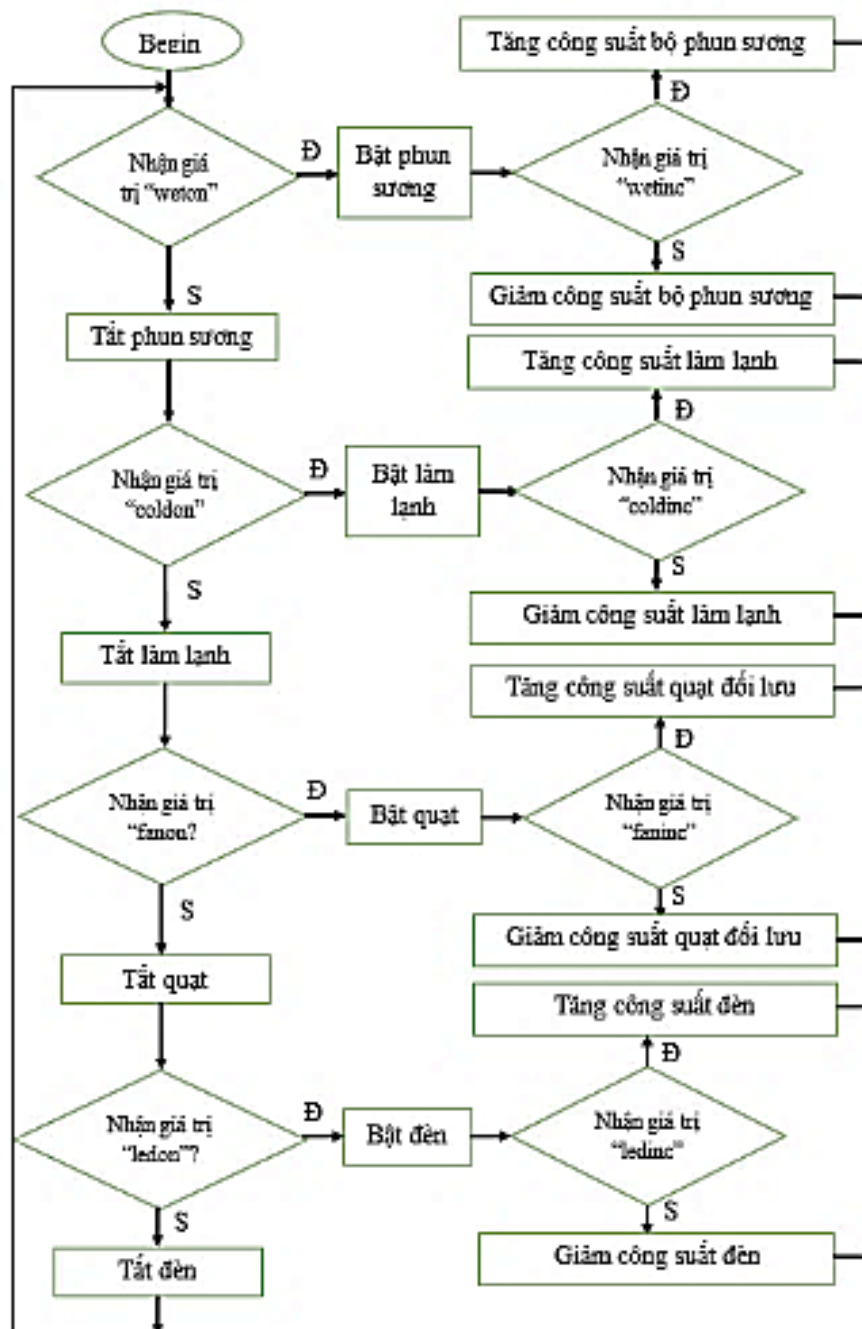 Begin
Tăng công suất bộ phun sương
Đ
Nhận giá
trị “weton”
Đ
Bật phun
sương
Nhận giá trị
“wetinc”
S
S
Giảm công suất bộ phun sương
Tắt phun sương
Tăng công suất làm lạnh
Đ
Nhận giá trị
“coldon”
Đ
Bật làm
lạnh
Nhận giá trị
“coldinc”
S
S
Giảm công suất làm lạnh
Tắt làm lạnh
Tăng công suất quạt đối lưu
Đ
Nhận giá trị
“fanon?
Đ
Bật quạt
Nhận giá trị
“faninc”
S
S
Giảm công suất quạt đối lưu
Tắt quạt
Tăng công suất đèn
Đ
Nhận giá trị
“ledon”?
Đ
Bật đèn
Nhận giá trị
“ledinc”
S
S
Giảm công suất đèn
Tắt đèn